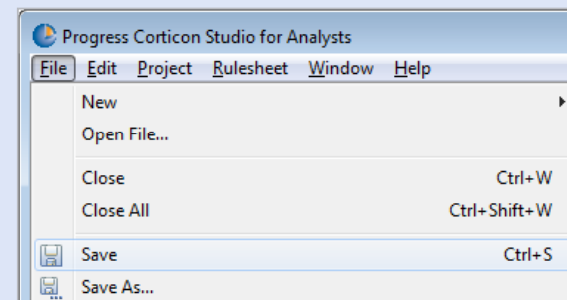 Progress Corticon Studio for Analysts
File Edit Project Rulesheet Window Help
New
Open File...
Close Ctrl+W
Close All Ctrl+Shift+W
Save Ctrl+S
Save As...